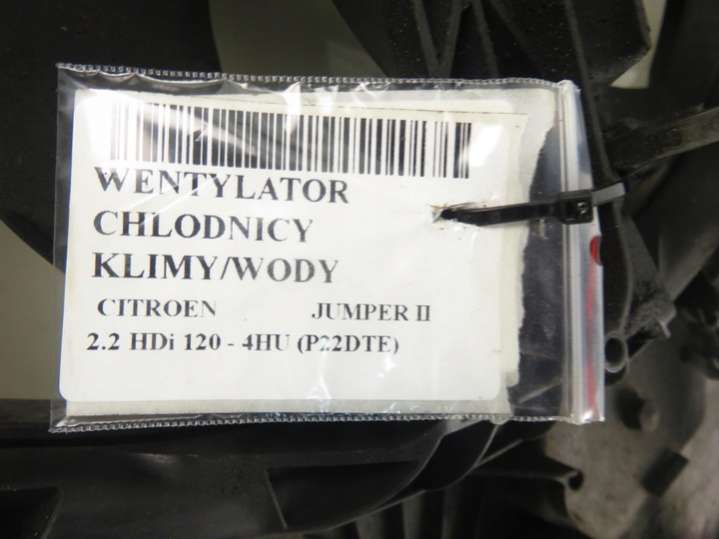 WENTYLATOR
CHLODNICY
KLIMY/WODY
CITROEN JUMPER II
2.2 HDi 120 - 4HU (P22DTE)